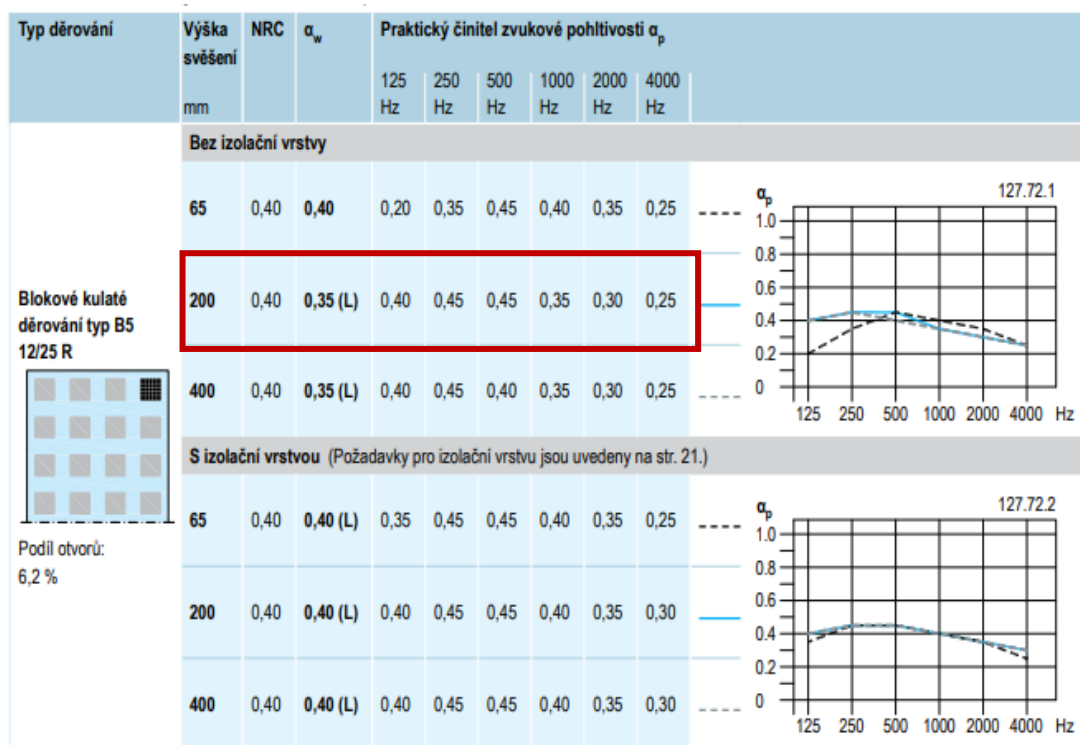 Typ děrování Výška svěšení mm NRC αw Praktický činitel zvukové pohltivosti αp
125 Hz 250 Hz 500 Hz 1000 Hz 2000 Hz 4000 Hz
Bez izolační vrstvy
65 0,40 0,40 0,20 0,35 0,45 0,40 0,35 0,25
200 0,40 0,35 (L) 0,40 0,45 0,45 0,35 0,30 0,25
400 0,40 0,35 (L) 0,40 0,45 0,40 0,35 0,30 0,25
αp 127.72.1
1.0
0.8
0.6
0.4
0.2
0
125 250 500 1000 2000 4000 Hz
Blokové kulaté
děrování typ B5
12/25 R
Podíl otvorů:
6,2 %
S izolační vrstvou (Požadavky pro izolační vrstvu jsou uvedeny na str. 21.)
65 0,40 0,40 (L) 0,35 0,45 0,45 0,40 0,35 0,25
200 0,40 0,40 (L) 0,40 0,45 0,45 0,40 0,35 0,30
400 0,40 0,40 (L) 0,40 0,45 0,45 0,40 0,35 0,30
αp 127.72.2
1.0
0.8
0.6
0.4
0.2
0
125 250 500 1000 2000 4000 Hz